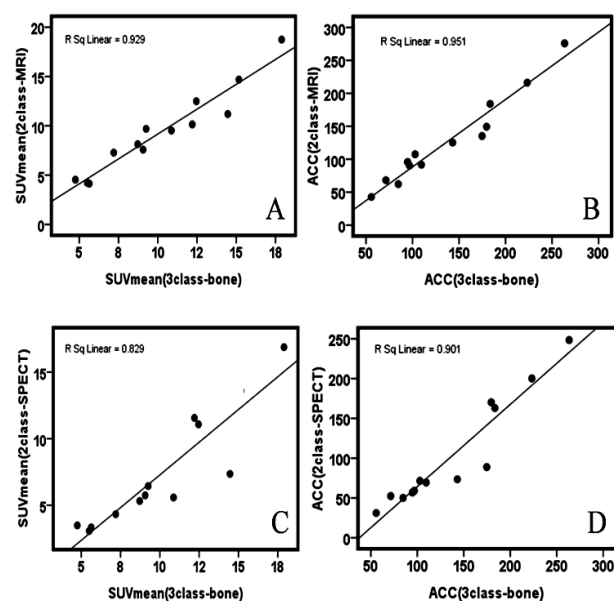 R Sq Linear = 0.929
A
20
15
10
5
0
SUVmean(2class-MRI)
5 8 10 12 15 18
SUVmean(3class-bone)
R Sq Linear = 0.951
B
300
250
200
150
100
50
0
ACC(2class-MRI)
50 100 150 200 250 300
ACC(3class-bone)
R Sq Linear = 0.829
C
15
10
5
SUVmean(2class-SPECT)
5 8 10 12 15 18
SUVmean(3class-bone)
R Sq Linear = 0.901
D
250
200
150
100
50
0
ACC(2class-SPECT)
50 100 150 200 250 300
ACC(3class-bone)